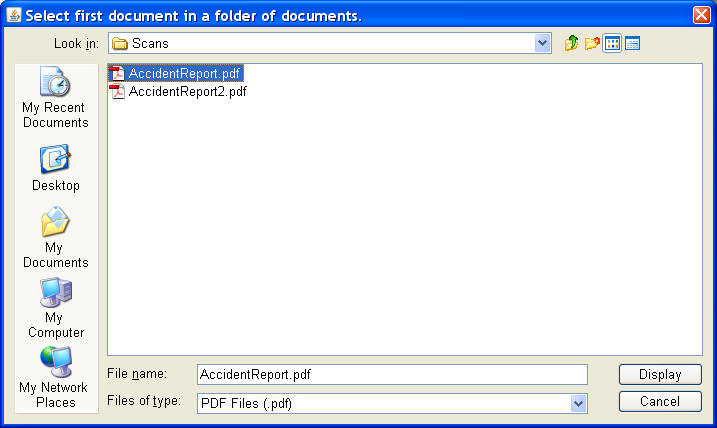 Select first document in a folder of documents.
Look in:
Scans
AccidentReport.pdf
AccidentReport2.pdf
My Recent
Documents
Desktop
My
Documents
My
Computer
My Network
Places
File name:
AccidentReport.pdf
Display
Files of type:
PDF Files (.pdf)
Cancel